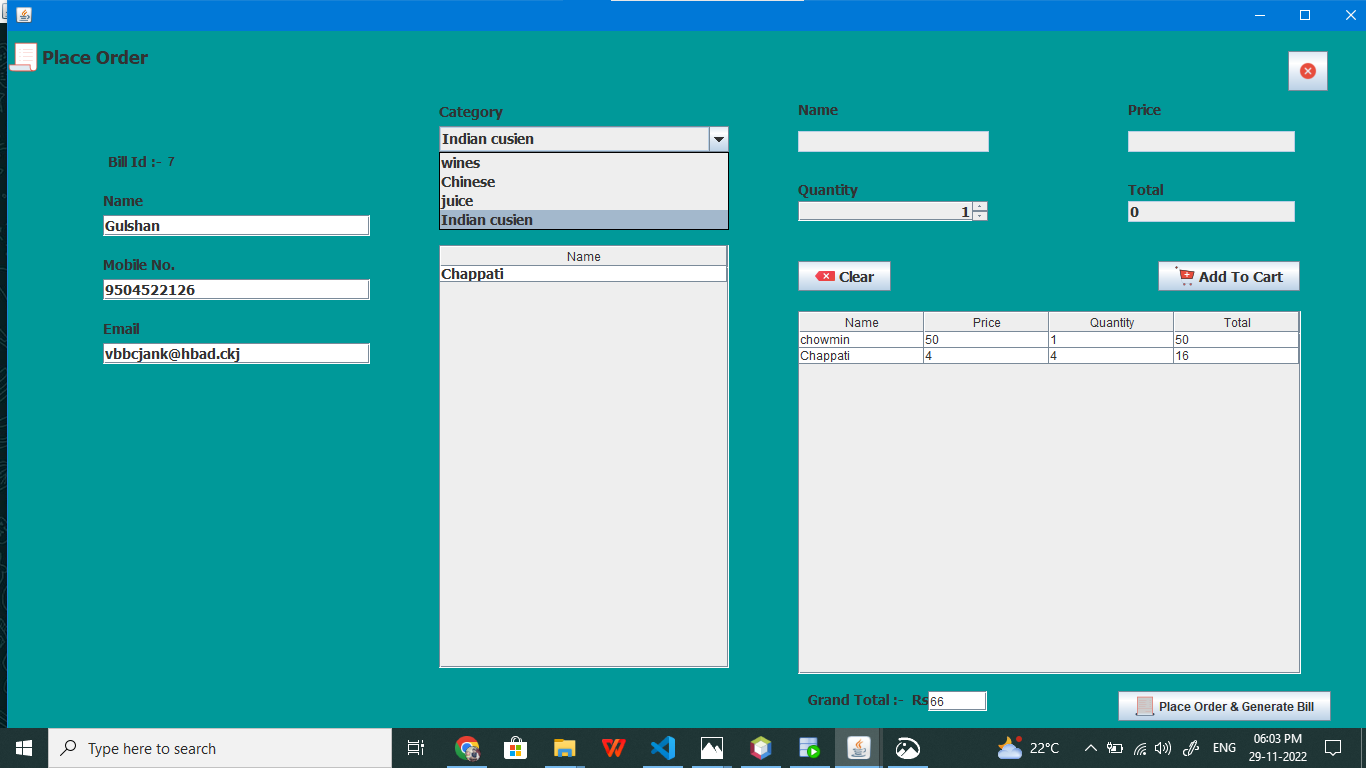 Place Order
Bill Id :- 7
Name
Gulshan
Mobile No.
9504522126
Email
vbbcjank@hbad.ckj
Category
Indian cusien
wines
Chinese
juice
Indian cusien
Name
Chappati
Name Price
Quantity Total
1 0
Clear Add To Cart
Name Price Quantity Total
chowmin 50 1 50
Chappati 4 4 16
Grand Total :- Rs 66
Place Order & Generate Bill
Type here to search
22°C
ENG
06:03 PM
29-11-2022